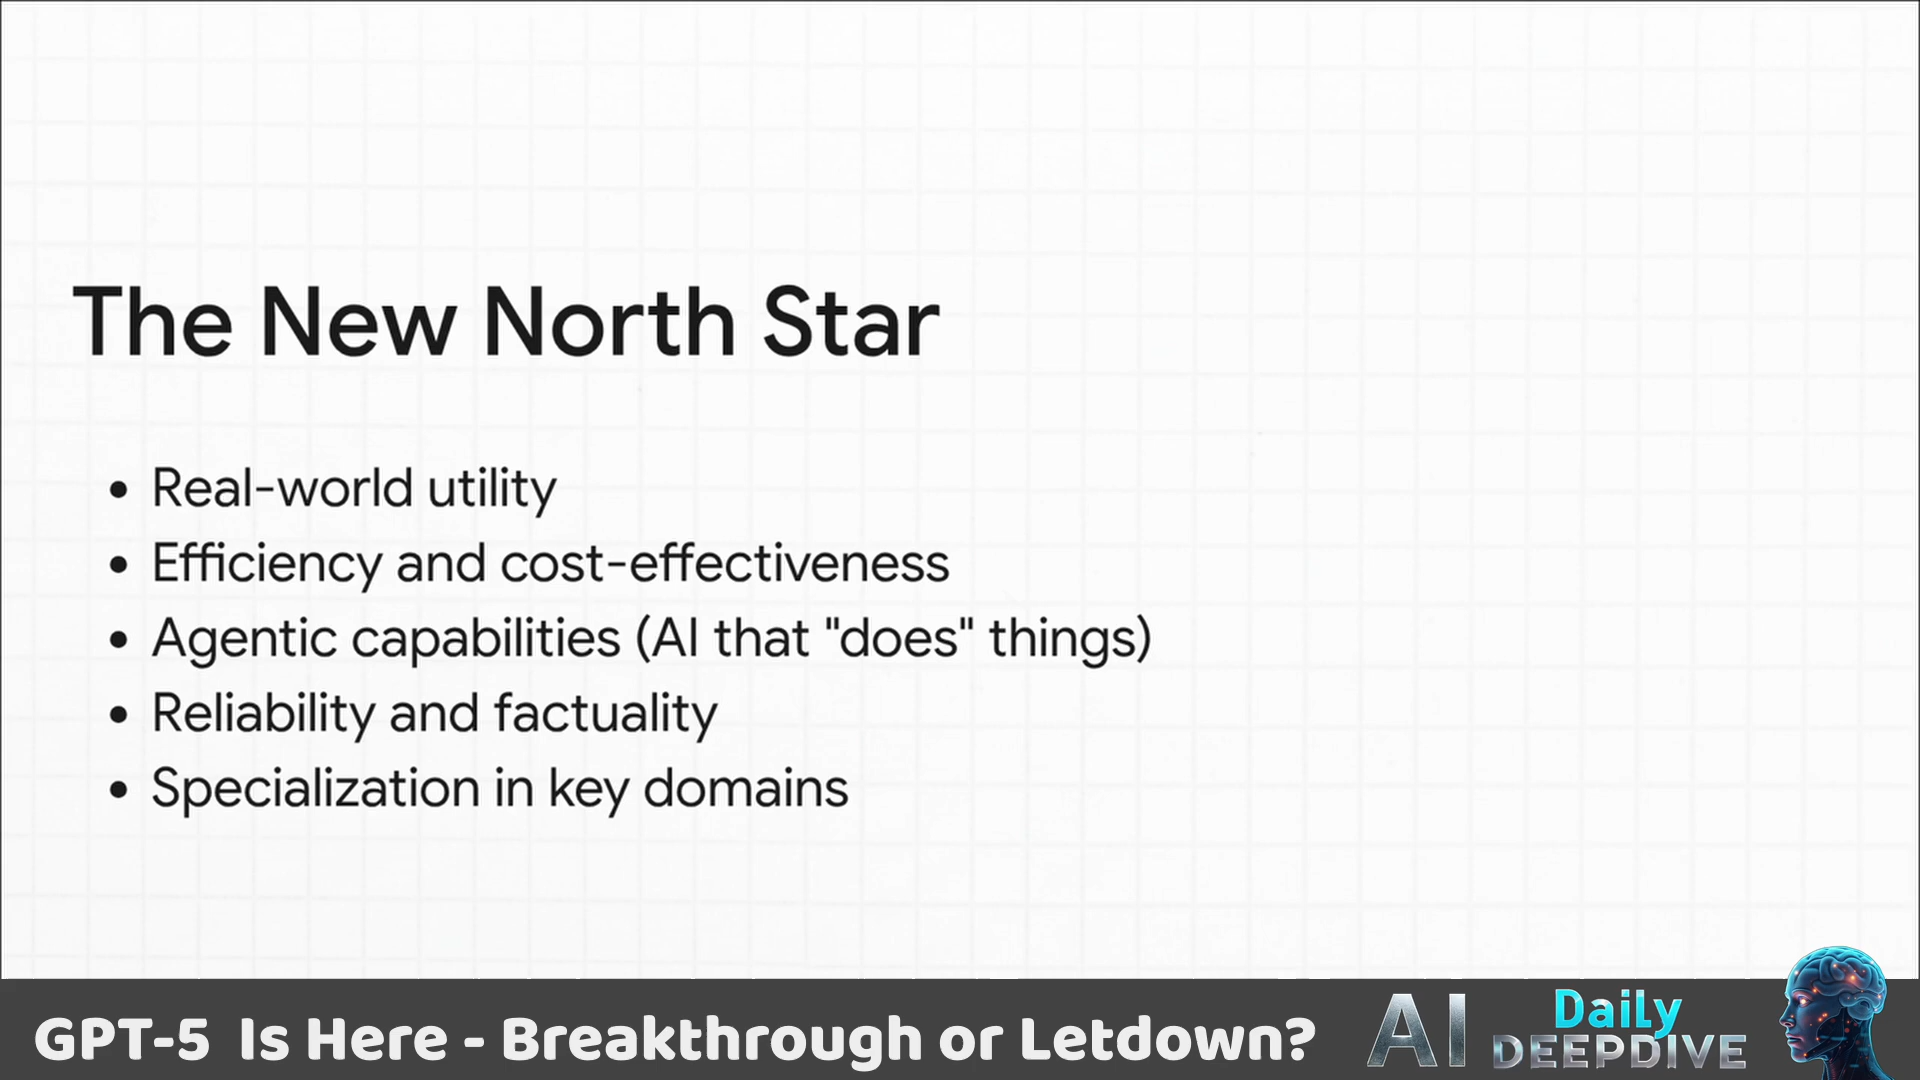 The New North Star
• Real-world utility
• Efficiency and cost-effectiveness
• Agentic capabilities (AI that "does" things)
• Reliability and factuality
• Specialization in key domains
GPT-5 Is Here - Breakthrough or Letdown?
AI Daily
DEEPDIVE